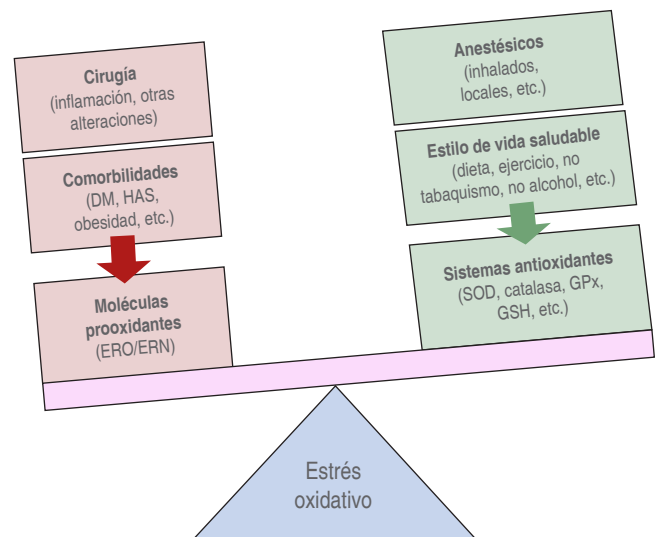 Cirugía
(inflamación, otras
alteraciones)
Comorbilidades
(DM, HAS,
obesidad, etc.)
Moléculas
prooxidantes
(ERO/ERN)
Anestésicos
(inhalados,
locales, etc.)
Estilo de vida saludable
(dieta, ejercicio, no
tabaquismo, no alcohol, etc.)
Sistemas antioxidantes
(SOD, catalasa, GPx,
GSH, etc.)
Estrés
oxidativo